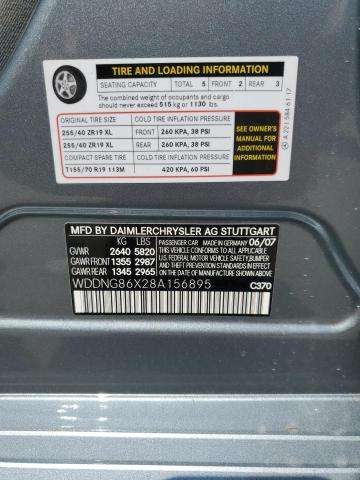 TIRE AND LOADING INFORMATION
SEATING CAPACITY TOTAL 5 FRONT 2 REAR 3
The combined weight of occupants and cargo
should never exceed 515 kg or 1130 lbs.
ORIGINAL TIRE SIZE COLD TIRE INFLATION PRESSURE
255/40 ZR19 XL FRONT 260 KPA, 38 PSI
255/40 ZR19 XL REAR 260 KPA, 38 PSI
COMPACT SPARE TIRE COLD TIRE INFLATION PRESSURE
T155/70 R19 113M 420 KPA, 60 PSI
SEE OWNER'S
MANUAL FOR
ADDITIONAL
INFORMATION
A 221 584 61 17
MFD BY DAIMLERCHRYSLER AG STUTTGART
KG LBS
GVWR 2640 5820
GAWR FRONT 1355 2987
GAWR REAR 1345 2965
PASSENGER CAR MADE IN GERMANY 06/07
THIS VEHICLE CONFORMS TO ALL APPLICABLE
U.S. FEDERAL MOTOR VEHICLE SAFETY, BUMPER
AND THEFT PREVENTION STANDARDS IN EFFECT
ON THE DATE OF MANUFACTURE SHOWN ABOVE.
WDDNG86X28A156895
C370